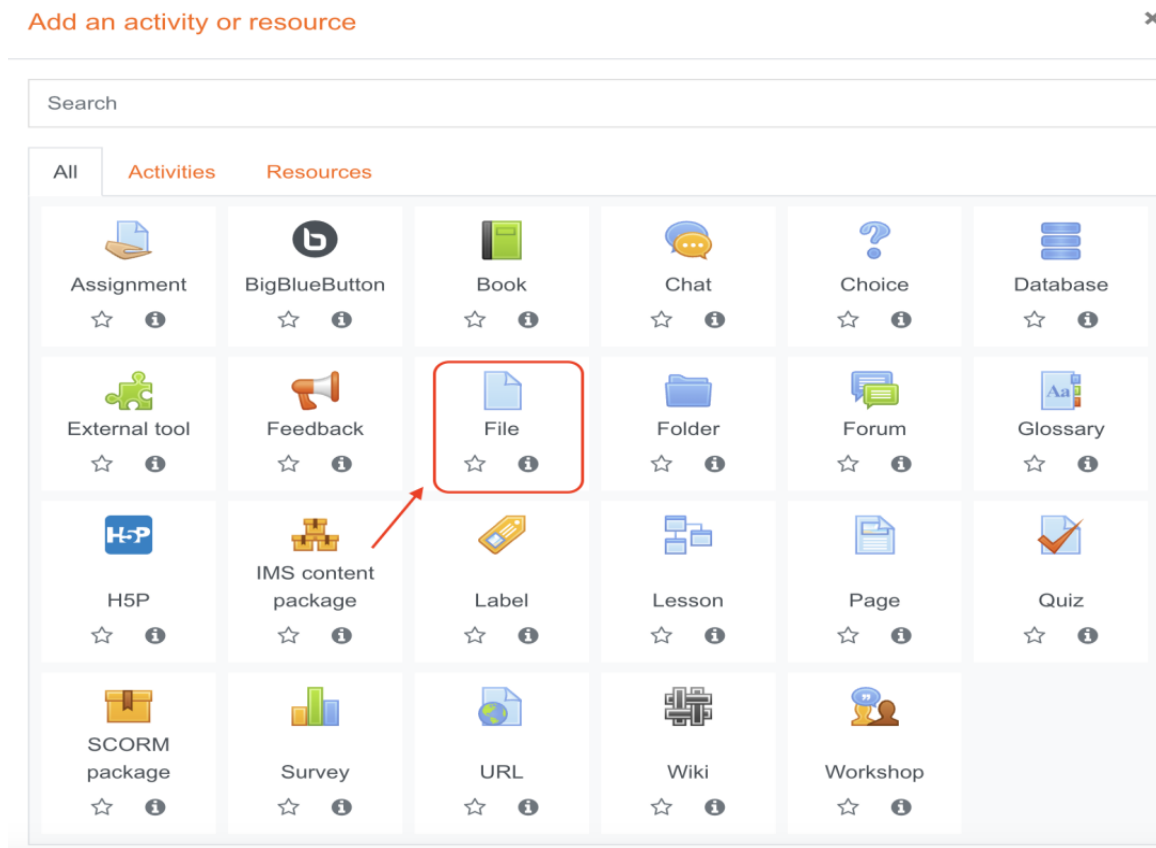 Add an activity or resource
Search
All Activities Resources
Assignment BigBlueButton Book Chat Choice Database
External tool Feedback File Folder Forum Glossary
Aa
H5P
IMS content
H5P package Label Lesson Page Quiz
SCORM
package Survey URL Wiki Workshop